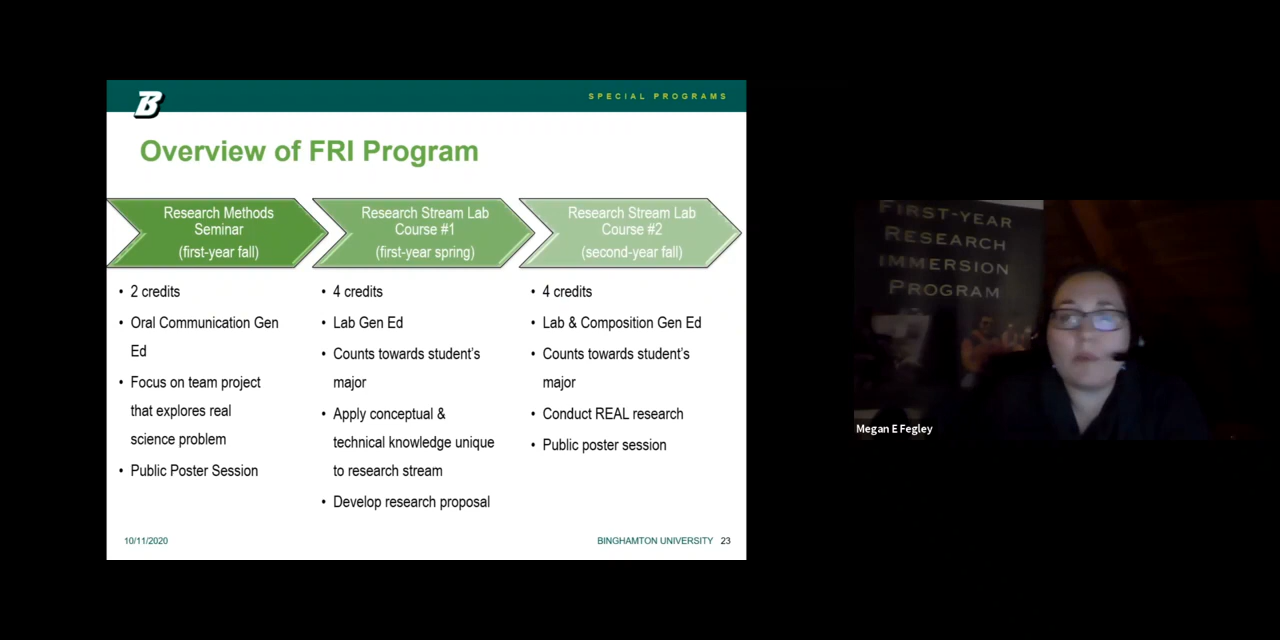 B
SPECIAL PROGRAMS
Overview of FRI Program
Research Methods
Seminar
(first-year fall)
Research Stream Lab
Course #1
(first-year spring)
Research Stream Lab
Course #2
(second-year fall)
• 2 credits
• Oral Communication Gen
Ed
• Focus on team project
that explores real
science problem
• Public Poster Session
• 4 credits
• Lab Gen Ed
• Counts towards student's
major
• Apply conceptual &
technical knowledge unique
to research stream
• Develop research proposal
• 4 credits
• Lab & Composition Gen Ed
• Counts towards student's
major
• Conduct REAL research
• Public poster session
10/11/2020
BINGHAMTON UNIVERSITY 23
FIRST-YEAR
RESEARCH
IMMERSION
PROGRAM
Megan E Fegley